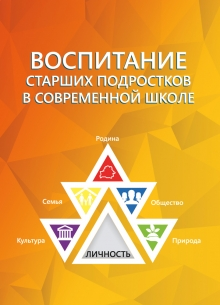 ВОСПИТАНИЕ
СТАРШИХ ПОДРОСТКОВ
В СОВРЕМЕННОЙ ШКОЛЕ
Родина
Семья
Общество
Культура
Природа
ЛИЧНОСТЬ